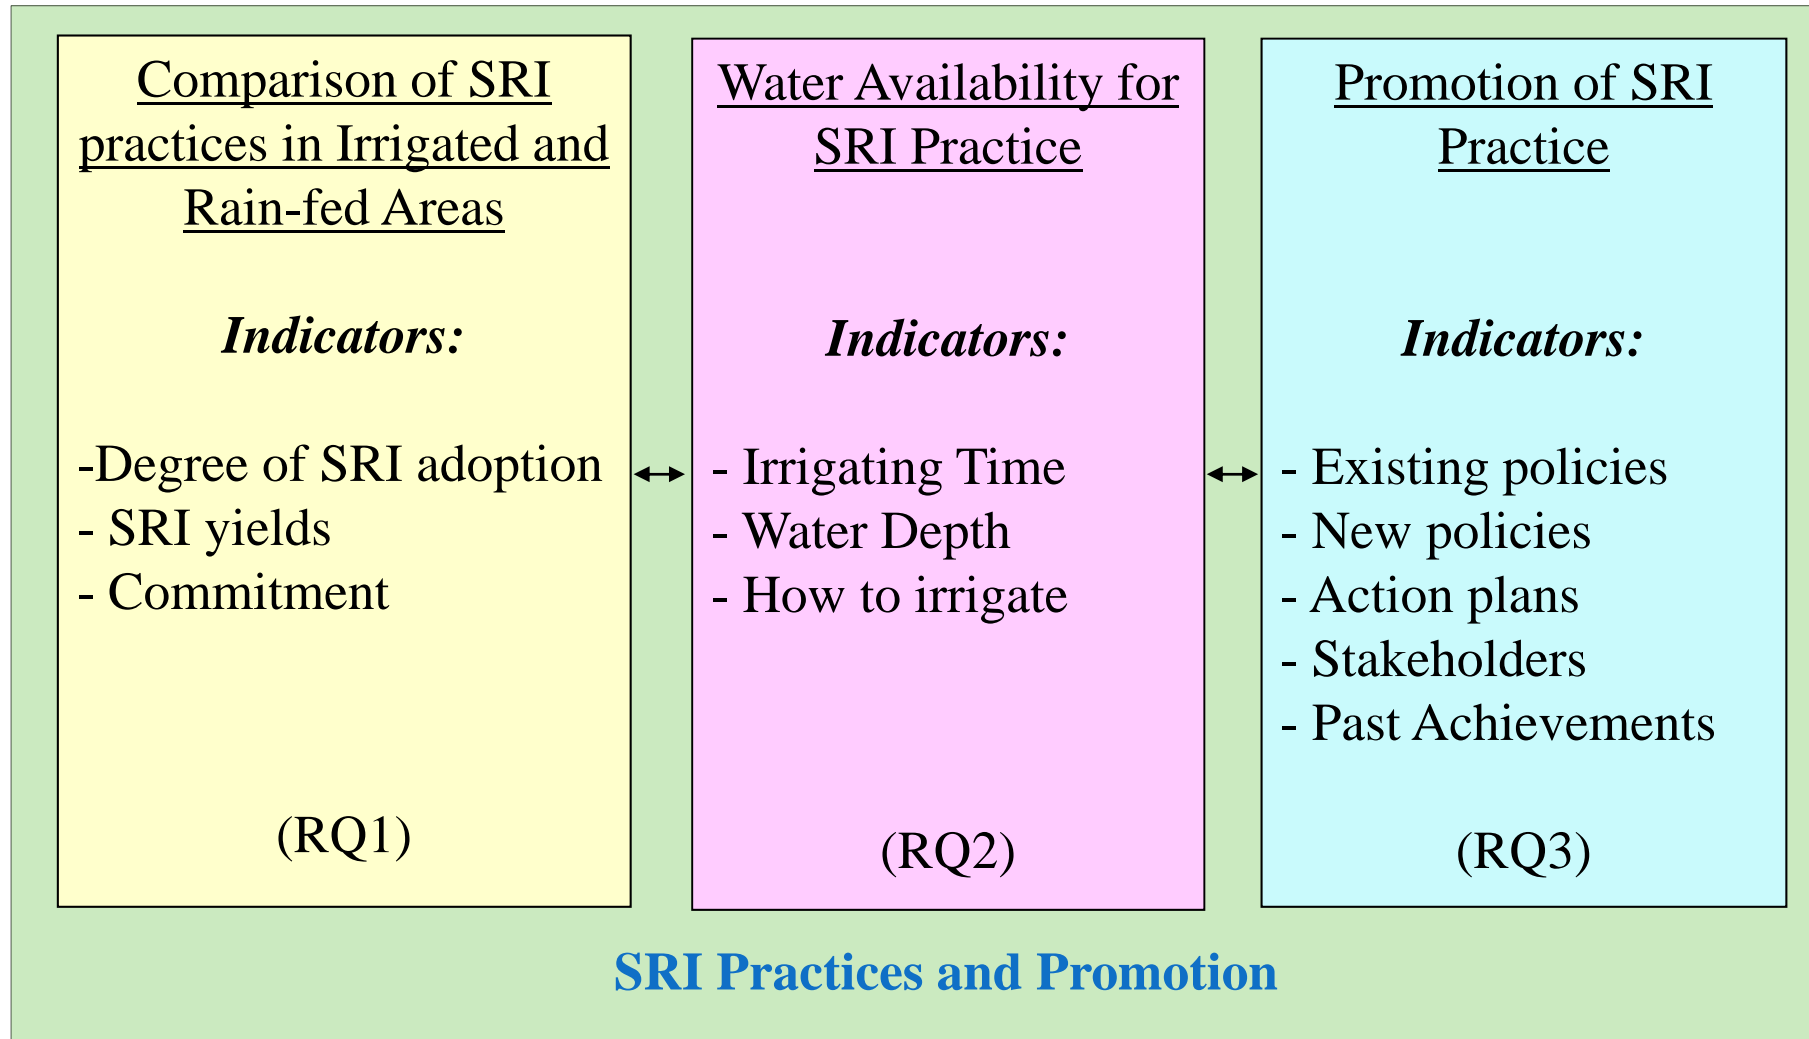 Comparison of SRI
practices in Irrigated and
Rain-fed Areas
Indicators:
-Degree of SRI adoption
- SRI yields
- Commitment
(RQ1)
Water Availability for
SRI Practice
Indicators:
- Irrigating Time
- Water Depth
- How to irrigate
(RQ2)
Promotion of SRI
Practice
Indicators:
- Existing policies
- New policies
- Action plans
- Stakeholders
- Past Achievements
(RQ3)
SRI Practices and Promotion